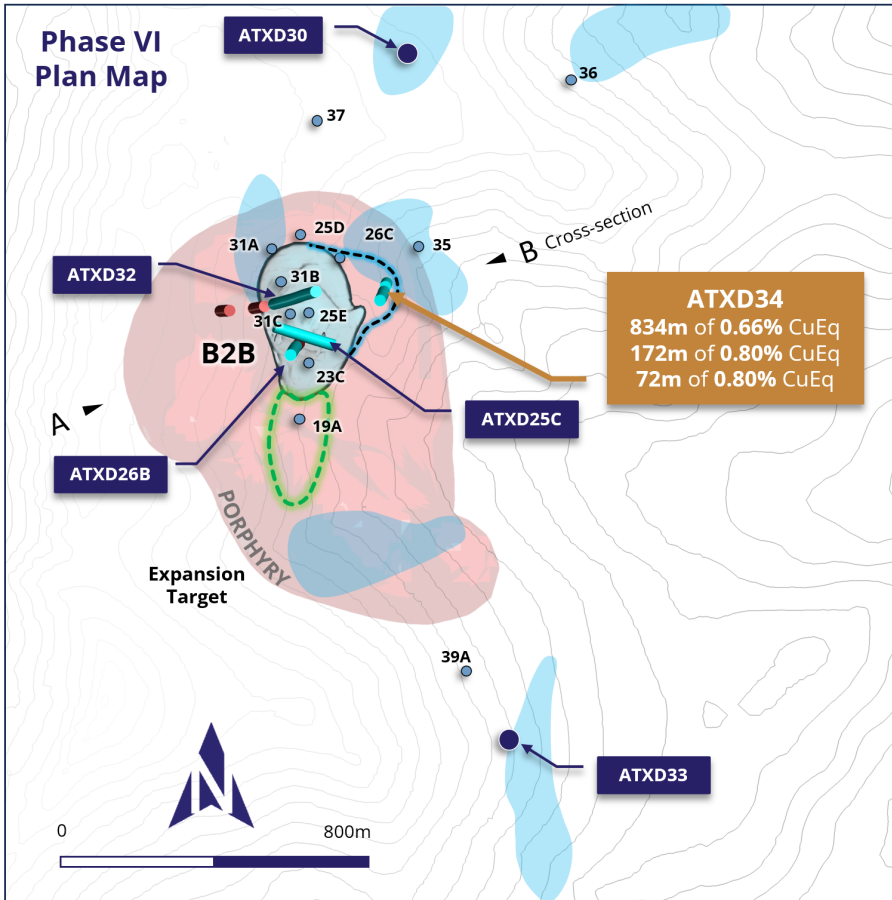 Phase VI
Plan Map
ATXD30
36
37
25D
26C
31A
35
B Cross-section
ATXD32
31B
ATXD34
834m of 0.66% CuEq
172m of 0.80% CuEq
72m of 0.80% CuEq
31C
25E
B2B
23C
A
19A
ATXD25C
ATXD26B
PORPHYRY
Expansion
Target
39A
ATXD33
N
0
800m